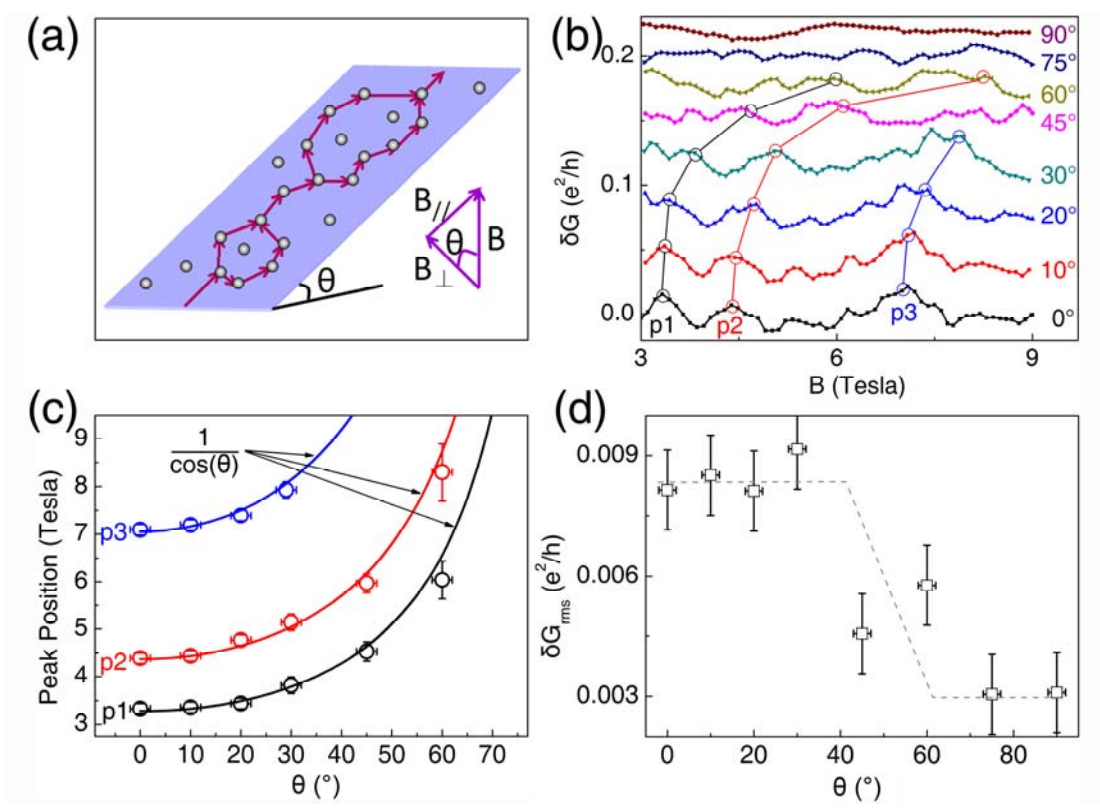 (a)
B//
θ
B
B⊥
θ
(b)
δG (e²/h)
0.2
0.1
0.0
90°
75°
60°
45°
30°
20°
10°
0°
p1
p2
p3
3
6
9
B (Tesla)
(c)
Peak Position (Tesla)
9
8
7
6
5
4
3
1
cos(θ)
p3
p2
p1
0 10 20 30 40 50 60 70
θ (°)
(d)
δGrms (e²/h)
0.009
0.006
0.003
0 20 40 60 80
θ (°)